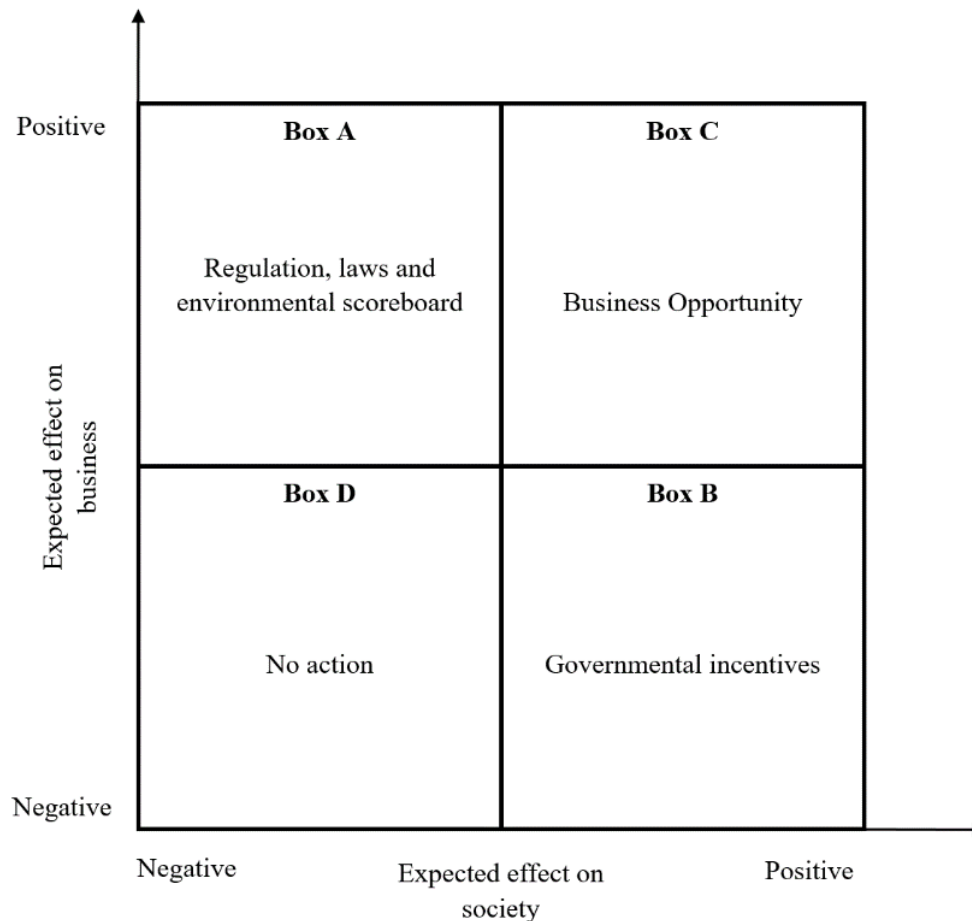 Positive
Box A
Box C
Regulation, laws and
environmental scoreboard
Business Opportunity
Expected effect on
business
Box D
Box B
No action
Governmental incentives
Negative
Negative
Expected effect on
society
Positive